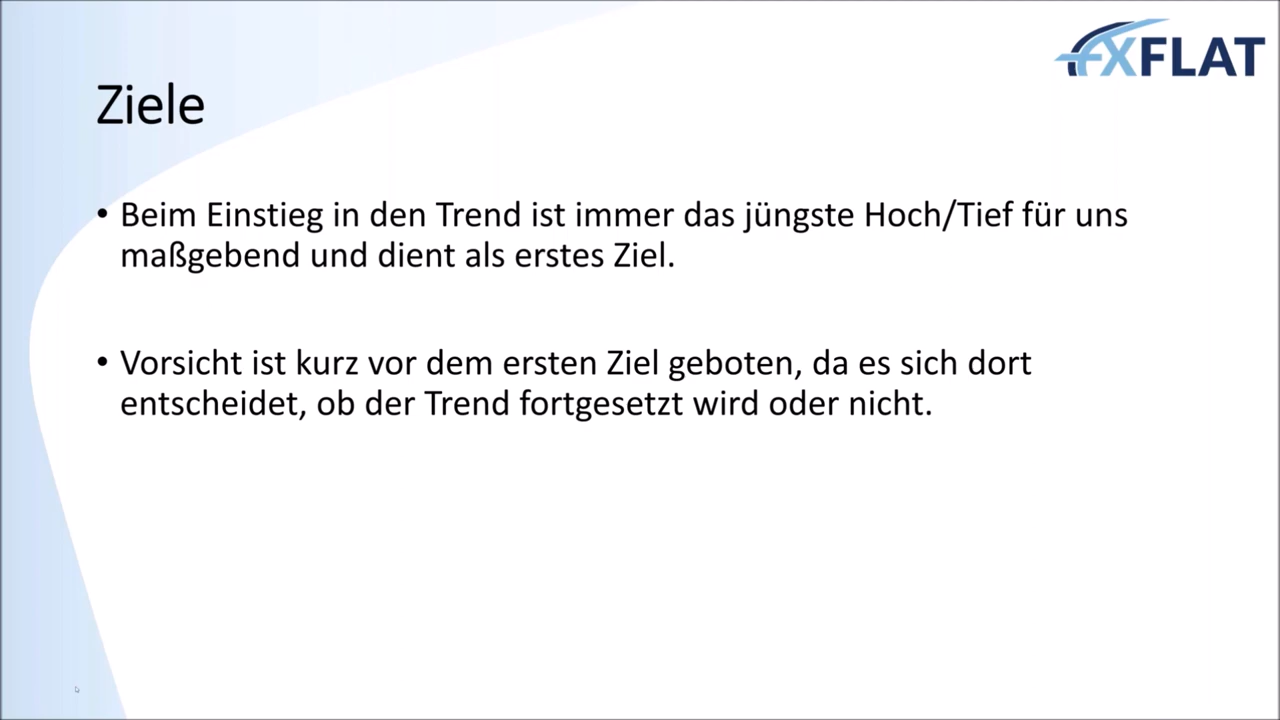 FXFLAT
Ziele
• Beim Einstieg in den Trend ist immer das jüngste Hoch/Tief für uns
maßgebend und dient als erstes Ziel.
• Vorsicht ist kurz vor dem ersten Ziel geboten, da es sich dort
entscheidet, ob der Trend fortgesetzt wird oder nicht.